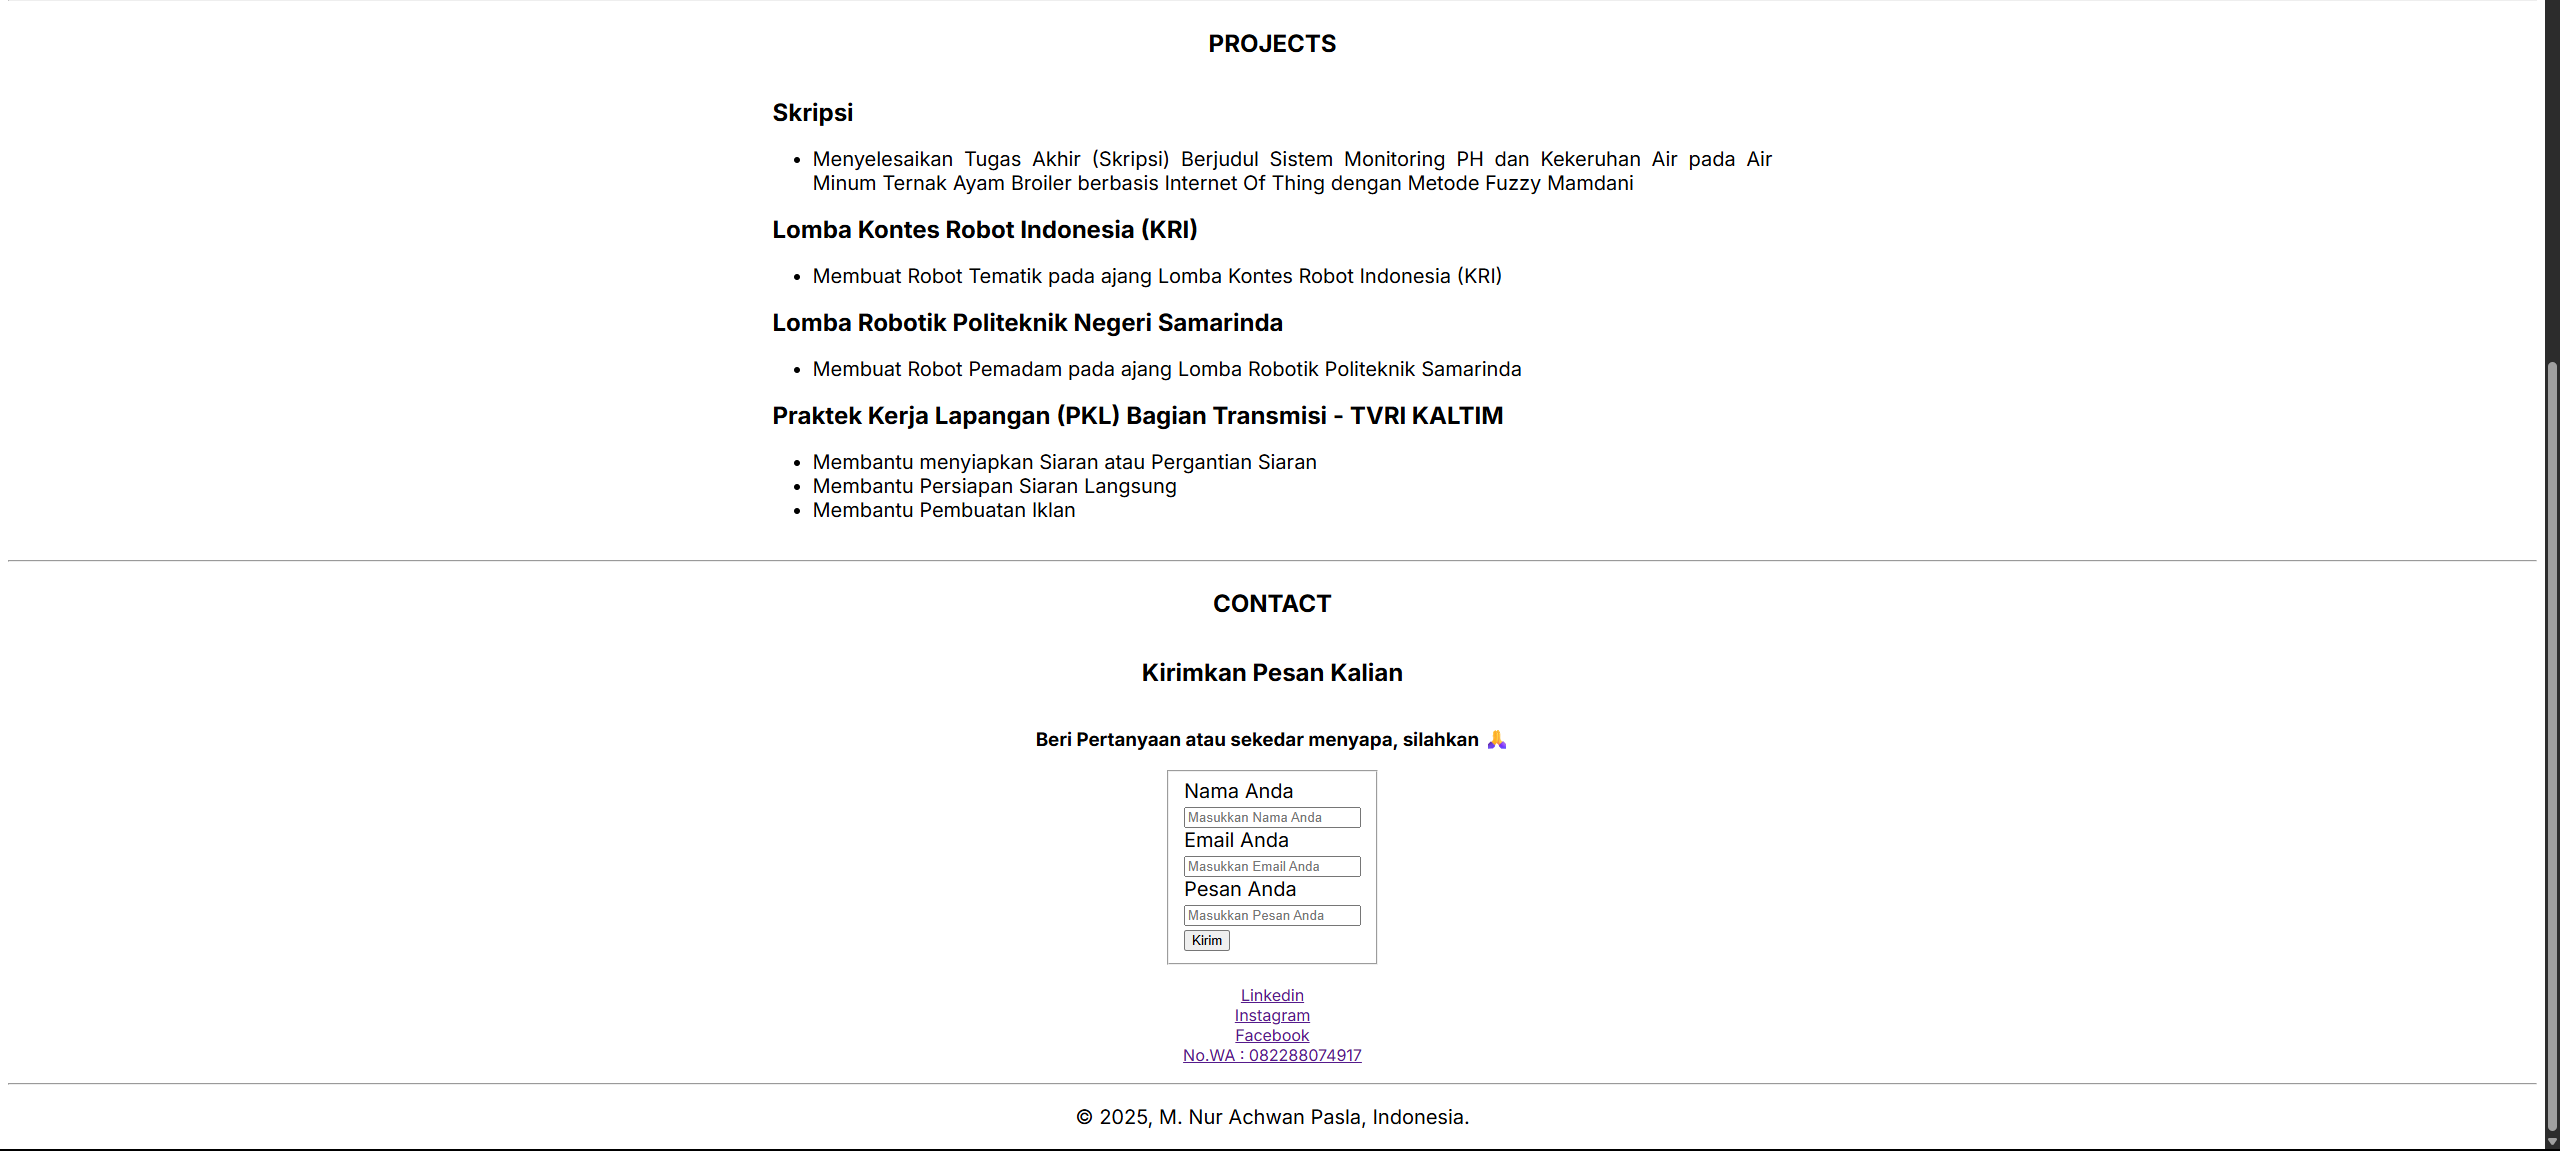 PROJECTS
Skripsi
• Menyelesaikan Tugas Akhir (Skripsi) Berjudul Sistem Monitoring PH dan Kekeruhan Air pada Air
Minum Ternak Ayam Broiler berbasis Internet Of Thing dengan Metode Fuzzy Mamdani
Lomba Kontes Robot Indonesia (KRI)
• Membuat Robot Tematik pada ajang Lomba Kontes Robot Indonesia (KRI)
Lomba Robotik Politeknik Negeri Samarinda
• Membuat Robot Pemadam pada ajang Lomba Robotik Politeknik Samarinda
Praktek Kerja Lapangan (PKL) Bagian Transmisi - TVRI KALTIM
• Membantu menyiapkan Siaran atau Pergantian Siaran
• Membantu Persiapan Siaran Langsung
• Membantu Pembuatan Iklan
CONTACT
Kirimkan Pesan Kalian
Beri Pertanyaan atau sekedar menyapa, silahkan 🙏
Nama Anda
Masukkan Nama Anda
Email Anda
Masukkan Email Anda
Pesan Anda
Masukkan Pesan Anda
Kirim
Linkedin
Instagram
Facebook
No.WA : 082288074917
© 2025, M. Nur Achwan Pasla, Indonesia.